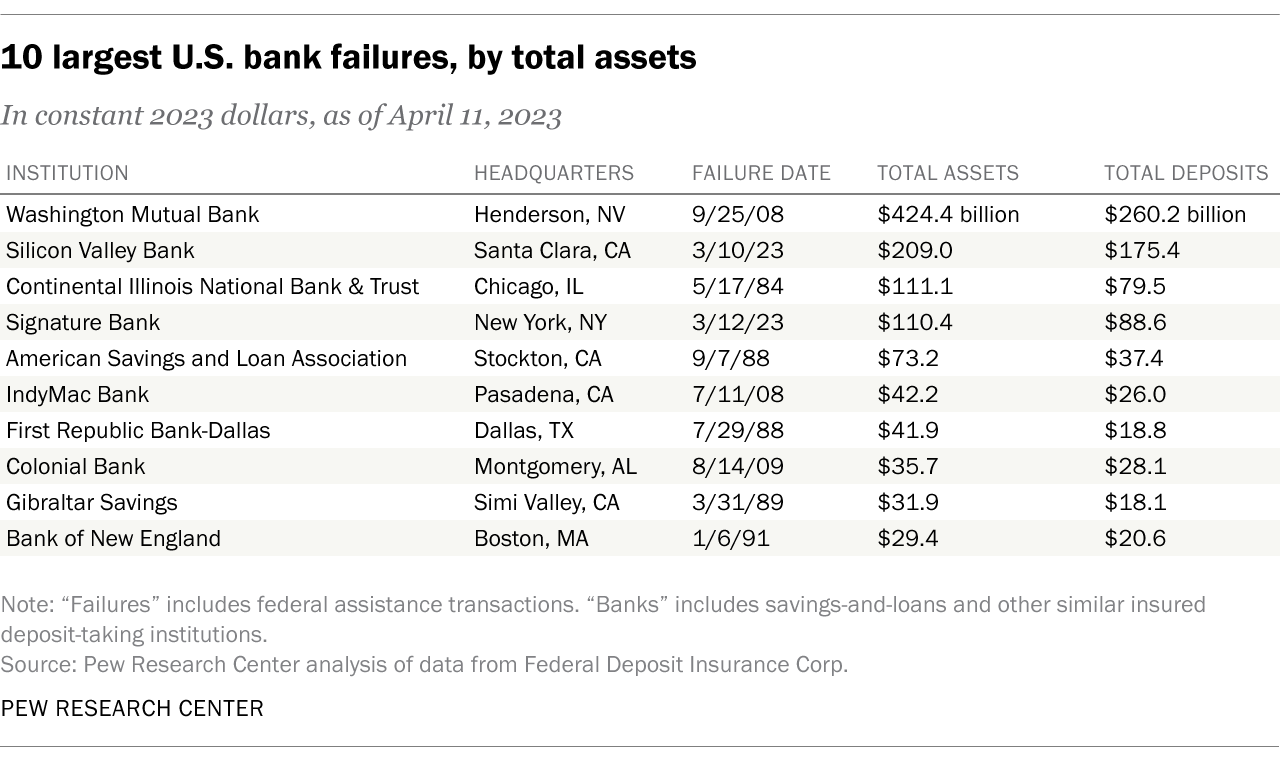 10 largest U.S. bank failures, by total assets
In constant 2023 dollars, as of April 11, 2023
INSTITUTION HEADQUARTERS FAILURE DATE TOTAL ASSETS TOTAL DEPOSITS
Washington Mutual Bank Henderson, NV 9/25/08 $424.4 billion $260.2 billion
Silicon Valley Bank Santa Clara, CA 3/10/23 $209.0 $175.4
Continental Illinois National Bank & Trust Chicago, IL 5/17/84 $111.1 $79.5
Signature Bank New York, NY 3/12/23 $110.4 $88.6
American Savings and Loan Association Stockton, CA 9/7/88 $73.2 $37.4
IndyMac Bank Pasadena, CA 7/11/08 $42.2 $26.0
First Republic Bank-Dallas Dallas, TX 7/29/88 $41.9 $18.8
Colonial Bank Montgomery, AL 8/14/09 $35.7 $28.1
Gibraltar Savings Simi Valley, CA 3/31/89 $31.9 $18.1
Bank of New England Boston, MA 1/6/91 $29.4 $20.6
Note: “Failures” includes federal assistance transactions. “Banks” includes savings-and-loans and other similar insured
deposit-taking institutions.
Source: Pew Research Center analysis of data from Federal Deposit Insurance Corp.
PEW RESEARCH CENTER